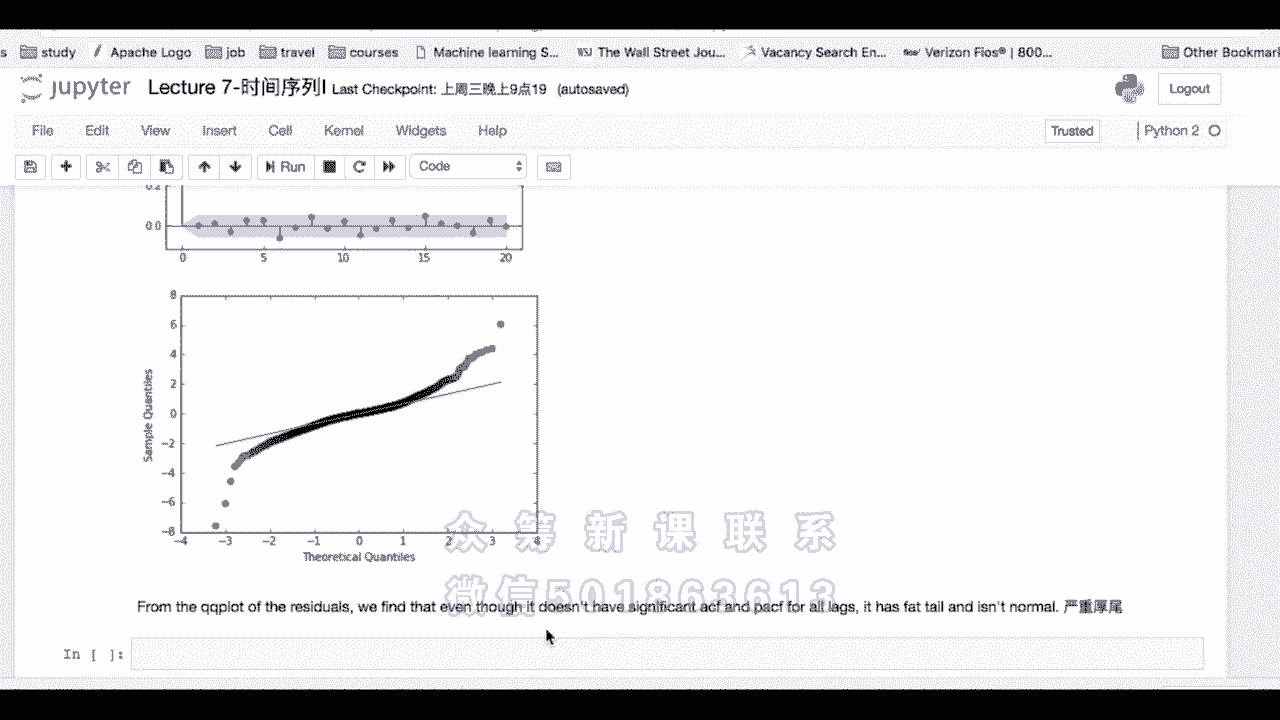 study Apache Logo job travel courses Machine learning S... WSJ The Wall Street Jou... Vacancy Search En... Verizon Fios® | 800... Other Bookmar
jupyter Lecture 7-时间序列I Last Checkpoint: 上周三晚上9点19 (autosaved) Logout
File Edit View Insert Cell Kernel Widgets Help Trusted Python 2
Run Code
0.2
0.0
0 5 10 15 20
8
6
4
2
0
−2
−4
−6
−8
Sample Quantiles
−4 −3 −2 −1 0 1 2 3 4
Theoretical Quantiles
众筹新课联系
微信501863613
From the qqplot of the residuals, we find that even though it doesn't have significant acf and pacf for all lags, it has fat tail and isn't normal. 严重厚尾
In [ ]: